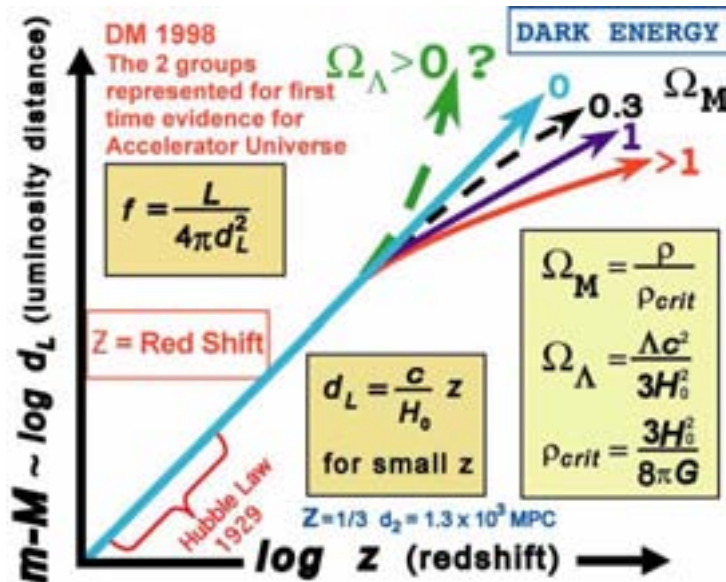 DM 1998
The 2 groups
represented for first
time evidence for
Accelerator Universe
DARK ENERGY
Ω_Λ > 0 ?
0
0.3
1
>1
Ω_M
f = L / 4πd_L^2
Z = Red Shift
d_L = c / H_0 z
for small z
Ω_M = ρ / ρ_crit
Ω_Λ = Λc^2 / 3H_0^2
ρ_crit = 3H_0^2 / 8πG
Hubble Law
1929
Z=1/3 d_2 = 1.3 x 10^3 MPC
m-M ~ log d_L (luminosity distance)
log z (redshift)